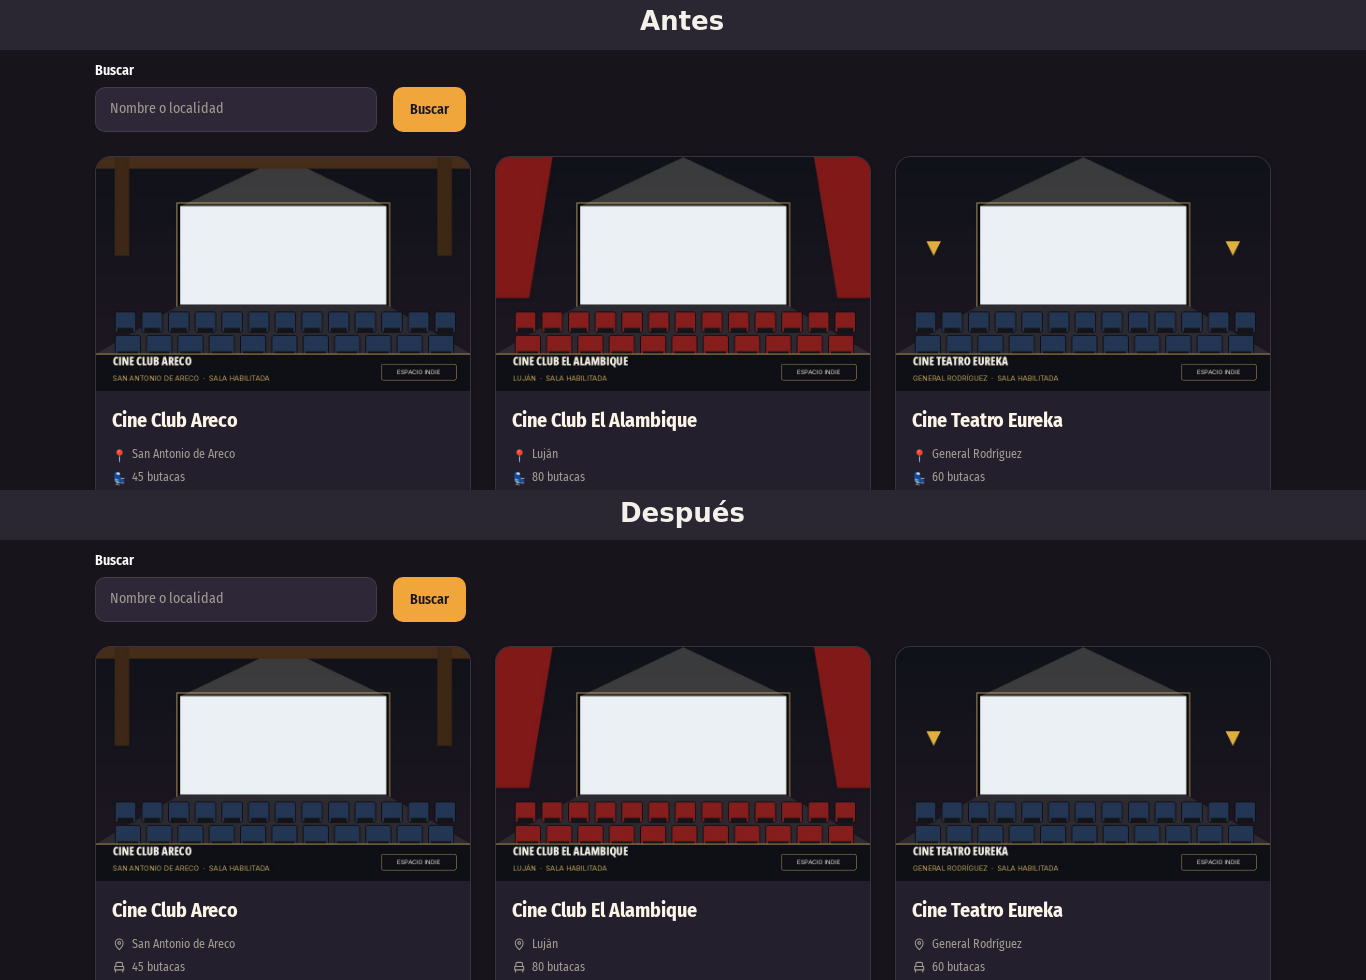 Antes
Buscar
Nombre o localidad
Buscar
CINE CLUB ARECO
SAN ANTONIO DE ARECO · SALA HABILITADA
ESPACIO INDIE
CINE CLUB EL ALAMBIQUE
LUJÁN · SALA HABILITADA
ESPACIO INDIE
CINE TEATRO EUREKA
GENERAL RODRÍGUEZ · SALA HABILITADA
ESPACIO INDIE
Cine Club Areco
San Antonio de Areco
45 butacas
Cine Club El Alambique
Luján
80 butacas
Cine Teatro Eureka
General Rodríguez
60 butacas
Después
Buscar
Nombre o localidad
Buscar
CINE CLUB ARECO
SAN ANTONIO DE ARECO · SALA HABILITADA
ESPACIO INDIE
CINE CLUB EL ALAMBIQUE
LUJÁN · SALA HABILITADA
ESPACIO INDIE
CINE TEATRO EUREKA
GENERAL RODRÍGUEZ · SALA HABILITADA
ESPACIO INDIE
Cine Club Areco
San Antonio de Areco
45 butacas
Cine Club El Alambique
Luján
80 butacas
Cine Teatro Eureka
General Rodríguez
60 butacas